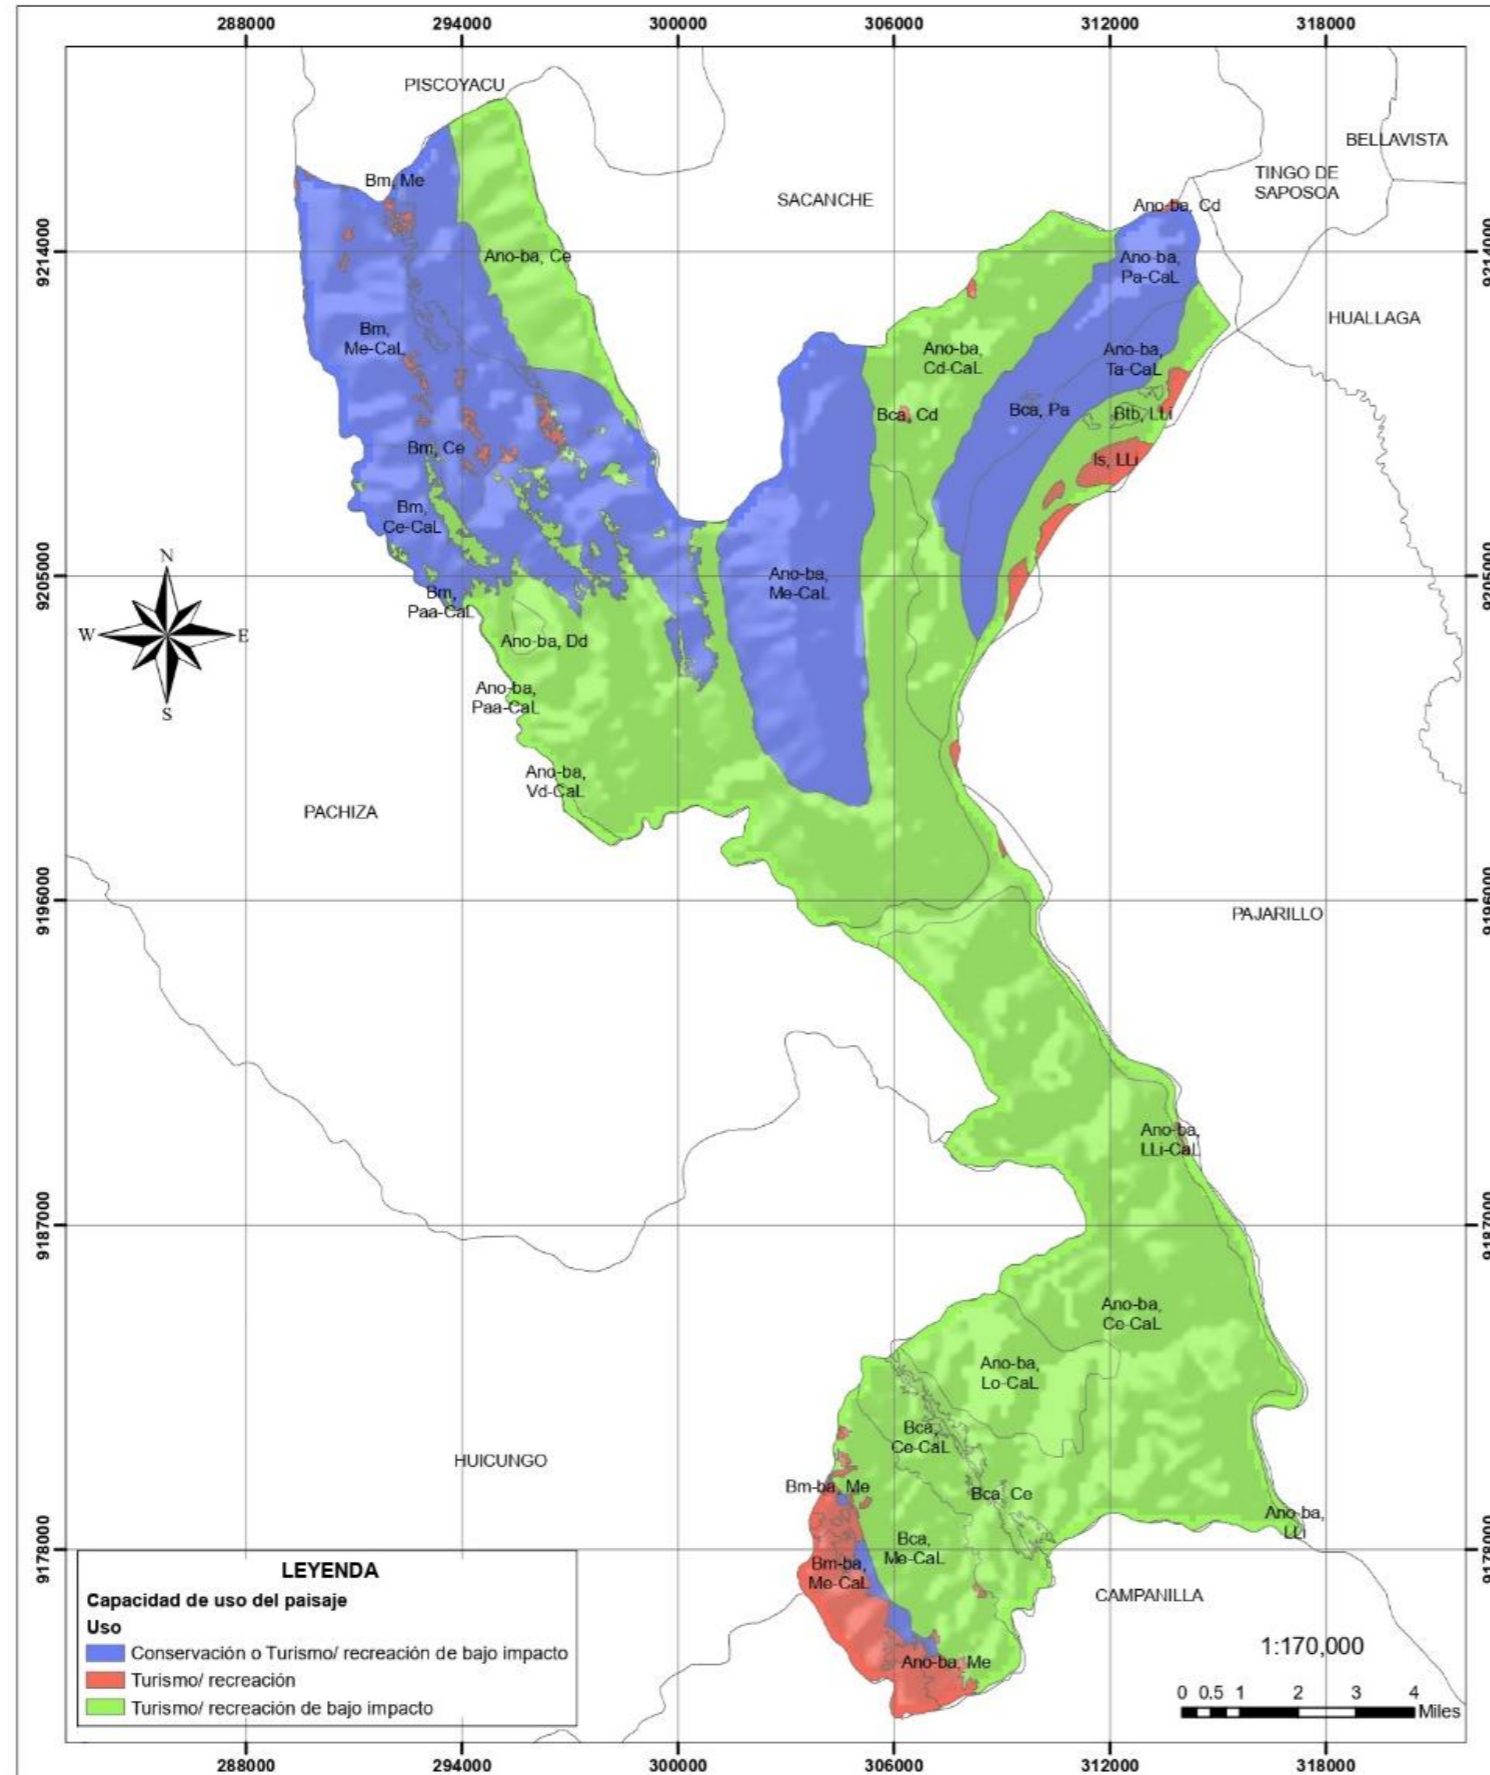 288000 294000 300000 306000 312000 318000
PISCOYACU
BELLAVISTA
TINGO DE
SAPOSOA
Bm, Me
SACANCHE
Ano-ba, Cd
9214000
9214000
Ano-ba, Ce
Ano-ba,
Pa-CaL
HUALLAGA
Bm,
Me-CaL
Ano-ba,
Cd-CaL
Ano-ba,
Ta-CaL
Bca, Cd
Bca, Pa
Btb, LLi
Bm, Ce
Is, LLi
Bm,
Ce-CaL
N
W
E
S
9205000
9205000
Ano-ba,
Me-CaL
Bm,
Paa-CaL
Ano-ba, Dd
Ano-ba,
Paa-CaL
Ano-ba,
Vd-CaL
PACHIZA
9196000
9196000
PAJARILLO
Ano-ba,
LLi-CaL
9187000
9187000
Ano-ba,
Ce-CaL
Ano-ba,
Lo-CaL
Bca,
Ce-CaL
HUICUNGO
Bm-ba, Me
Bca, Ce
Ano-ba,
LLi
9178000
9178000
Bca,
Me-CaL
Bm-ba,
Me-CaL
CAMPANILLA
Ano-ba, Me
LEYENDA
Capacidad de uso del paisaje
Uso
Conservación o Turismo/ recreación de bajo impacto
Turismo/ recreación
Turismo/ recreación de bajo impacto
1:170,000
0 0.5 1 2 3 4
Miles
288000 294000 300000 306000 312000 318000